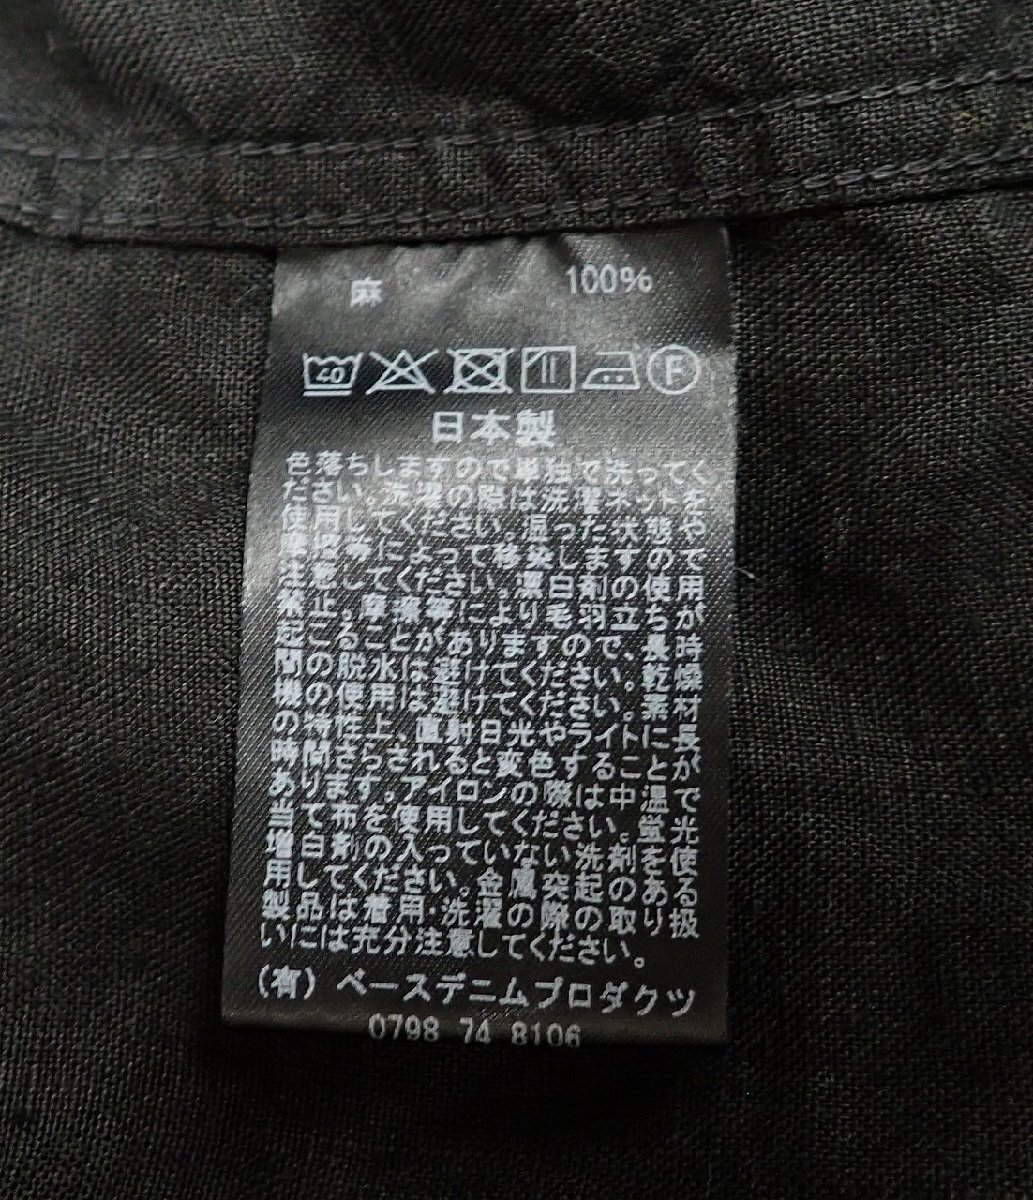 麻 100%
40 F
日本製
色落ちしますので単独で洗ってく
ださい。洗濯の際は洗濯ネットを
使用してください。湿った状態や
摩擦等によって、移染しますので
注意してください。漂白剤の使用
禁止。摩擦等により毛羽立ちが
起こることがありますので、長時
間の脱水は避けてください。乾燥
機の使用は避けてください。素材
の特性上、直射日光やライトに長
時間さらされると変色することが
あります。アイロンの際は中温で
当て布を使用してください。蛍光
増白剤の入っていない洗剤をお使
用してください。金属突起のある
製品は着用・洗濯の際の取り扱
いには充分注意してください。
(有)ベースデニムプロダクツ
0798 74 8106